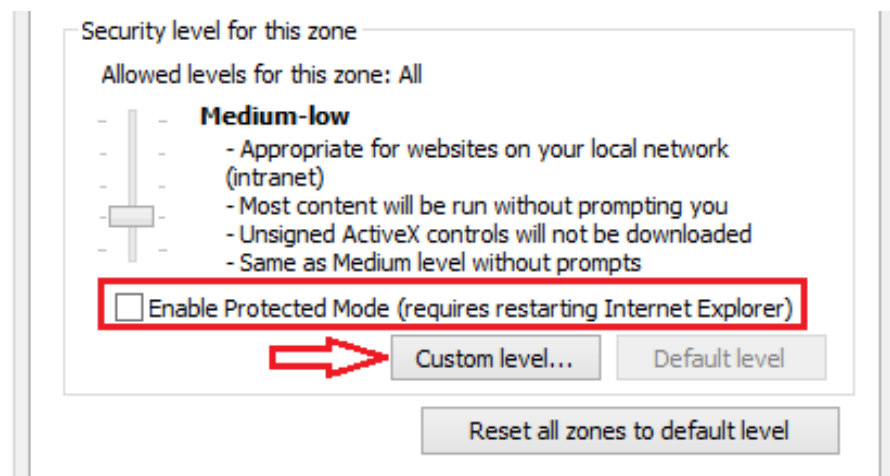 Security level for this zone
Allowed levels for this zone: All
Medium-low
- Appropriate for websites on your local network
(intranet)
- Most content will be run without prompting you
- Unsigned ActiveX controls will not be downloaded
- Same as Medium level without prompts
Enable Protected Mode (requires restarting Internet Explorer)
Custom level... Default level
Reset all zones to default level